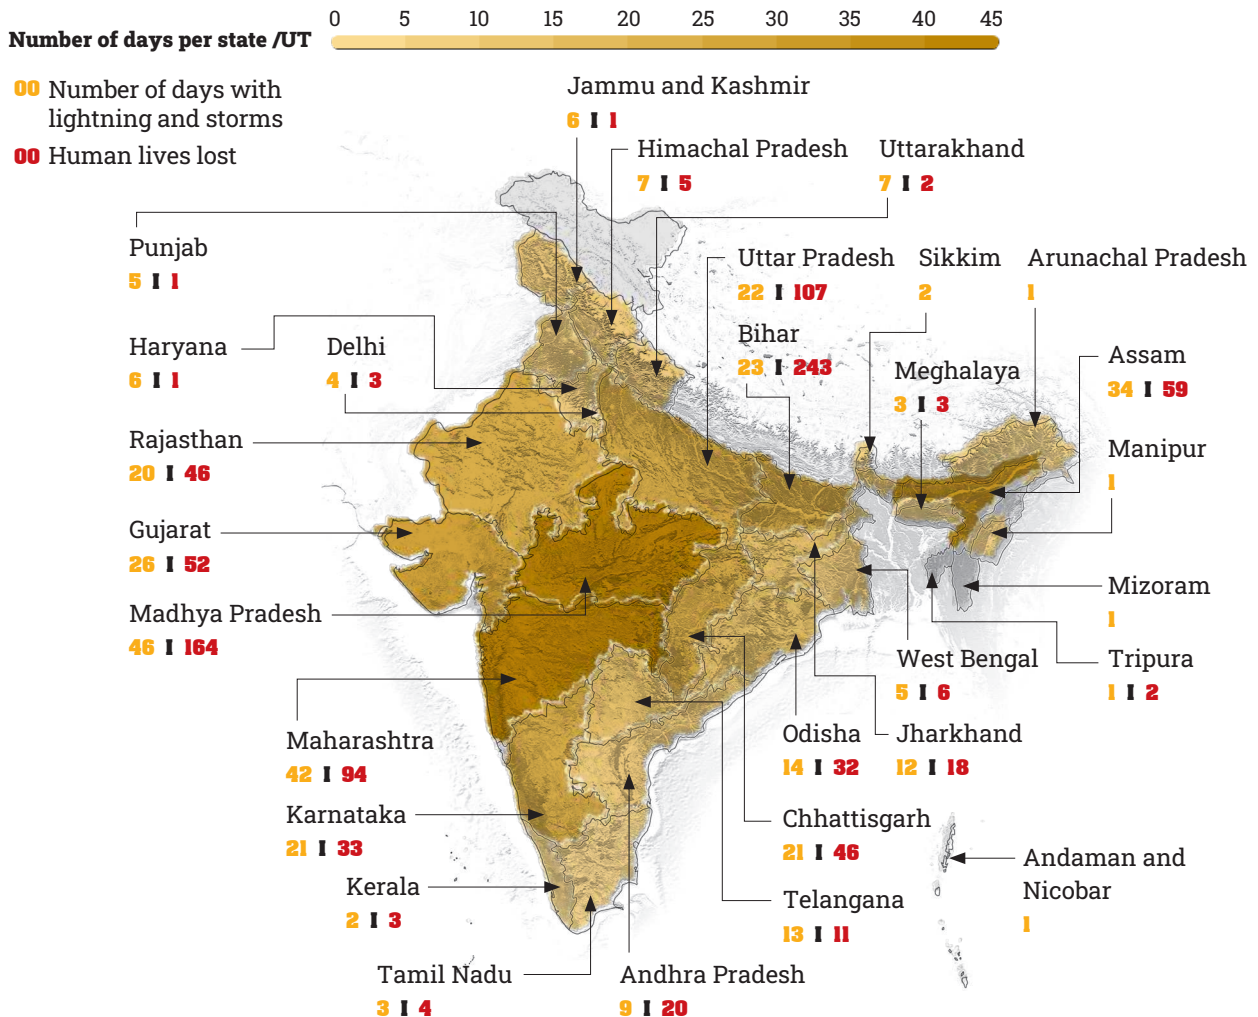 0 5 10 15 20 25 30 35 40 45
Number of days per state /UT
00 Number of days with
lightning and storms
00 Human lives lost
Jammu and Kashmir
6 I 1
Himachal Pradesh
7 I 5
Uttarakhand
7 I 2
Punjab
5 I 1
Uttar Pradesh
22 I 107
Sikkim
2
Arunachal Pradesh
1
Haryana
6 I 1
Delhi
4 I 3
Bihar
23 I 243
Meghalaya
3 I 3
Assam
34 I 59
Rajasthan
20 I 46
Manipur
1
Gujarat
26 I 52
Madhya Pradesh
46 I 164
Mizoram
1
West Bengal
5 I 6
Tripura
1 I 2
Maharashtra
42 I 94
Odisha
14 I 32
Jharkhand
12 I 18
Karnataka
21 I 33
Chhattisgarh
21 I 46
Kerala
2 I 3
Telangana
13 I 11
Andaman and
Nicobar
1
Tamil Nadu
3 I 4
Andhra Pradesh
9 I 20